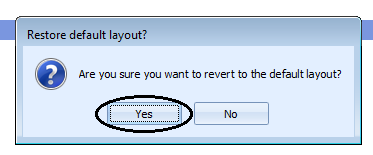 Restore default layout?
Are you sure you want to revert to the default layout?
Yes No